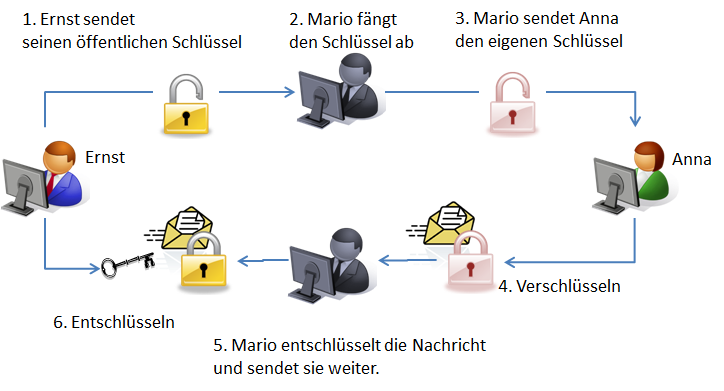 1. Ernst sendet
seinen öffentlichen Schlüssel
2. Mario fängt
den Schlüssel ab
3. Mario sendet Anna
den eigenen Schlüssel
Ernst
Anna
4. Verschlüsseln
6. Entschlüsseln
5. Mario entschlüsselt die Nachricht
und sendet sie weiter.